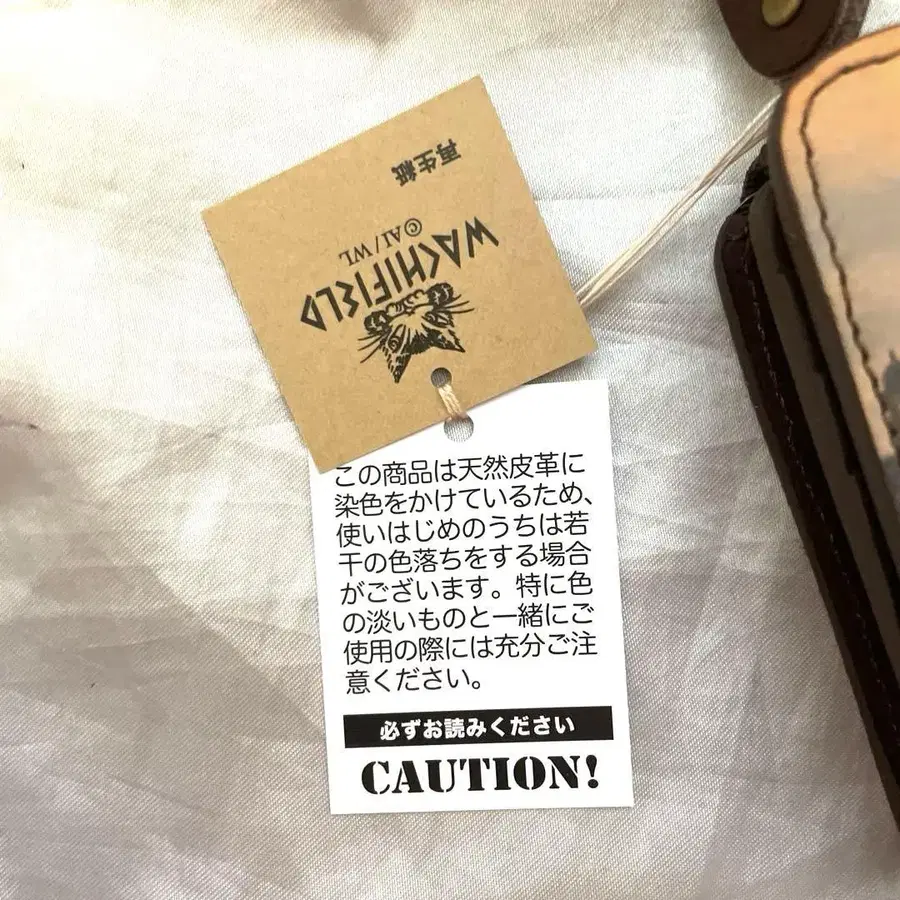 再生紙
©AI/WL
WACHIFIELD
この商品は天然皮革に
染色をかけているため、
使いはじめのうちは若
干の色落ちをする場合
がございます。特に色
の淡いものと一緒にご
使用の際には充分ご注
意ください。
必ずお読みください
CAUTION!